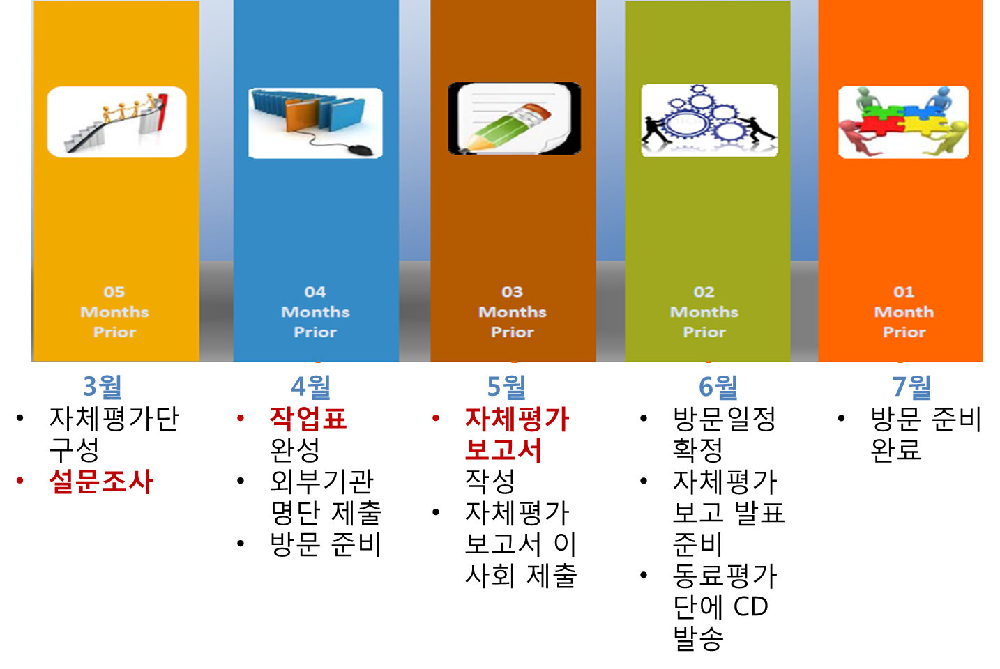 05
Months
Prior
04
Months
Prior
03
Months
Prior
02
Months
Prior
01
Month
Prior
3월
• 자체평가단
구성
• 설문조사
4월
• 작업표
완성
• 외부기관
명단 제출
• 방문 준비
5월
• 자체평가
보고서
작성
• 자체평가
보고서 이
사회 제출
6월
• 방문일정
확정
• 자체평가
보고 발표
준비
• 동료평가
단에 CD
발송
7월
• 방문 준비
완료